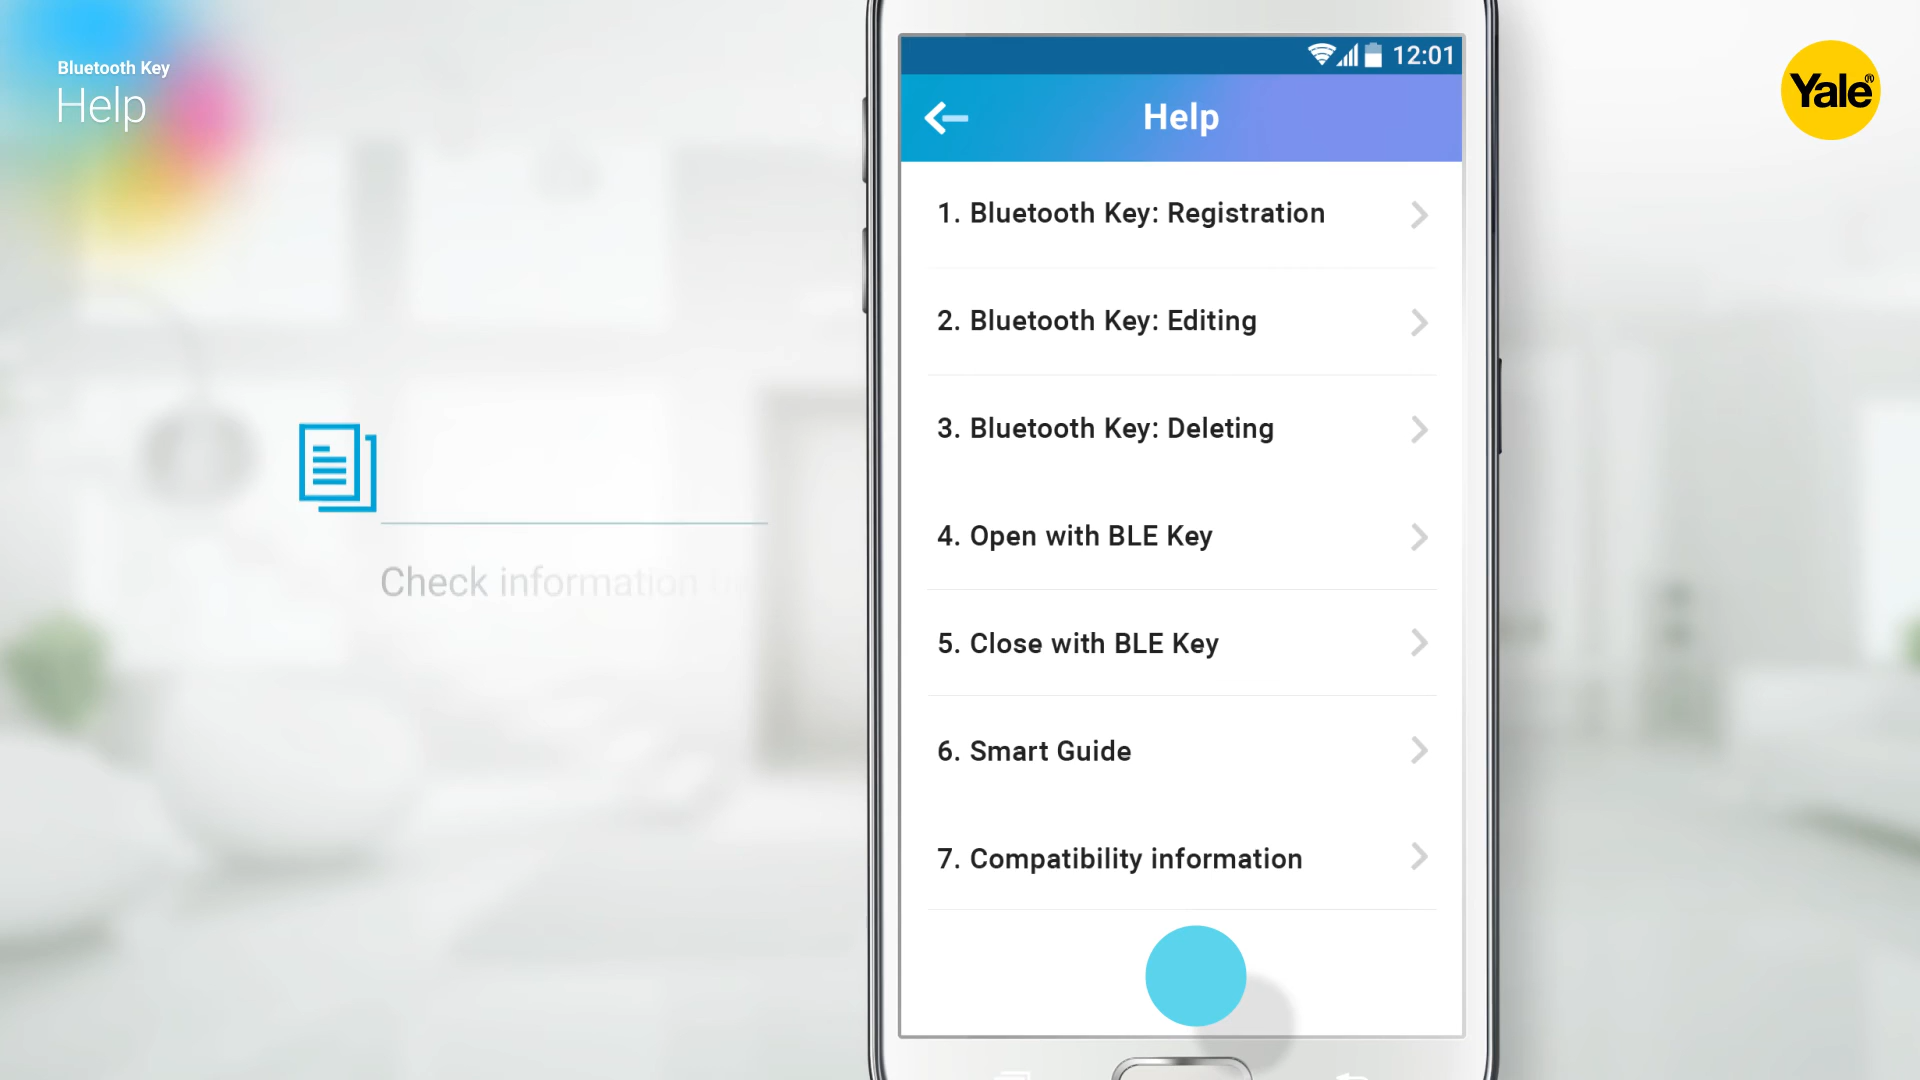 Bluetooth Key
Help
Yale®
12:01
Help
1. Bluetooth Key: Registration
2. Bluetooth Key: Editing
3. Bluetooth Key: Deleting
4. Open with BLE Key
5. Close with BLE Key
6. Smart Guide
7. Compatibility information
Check information